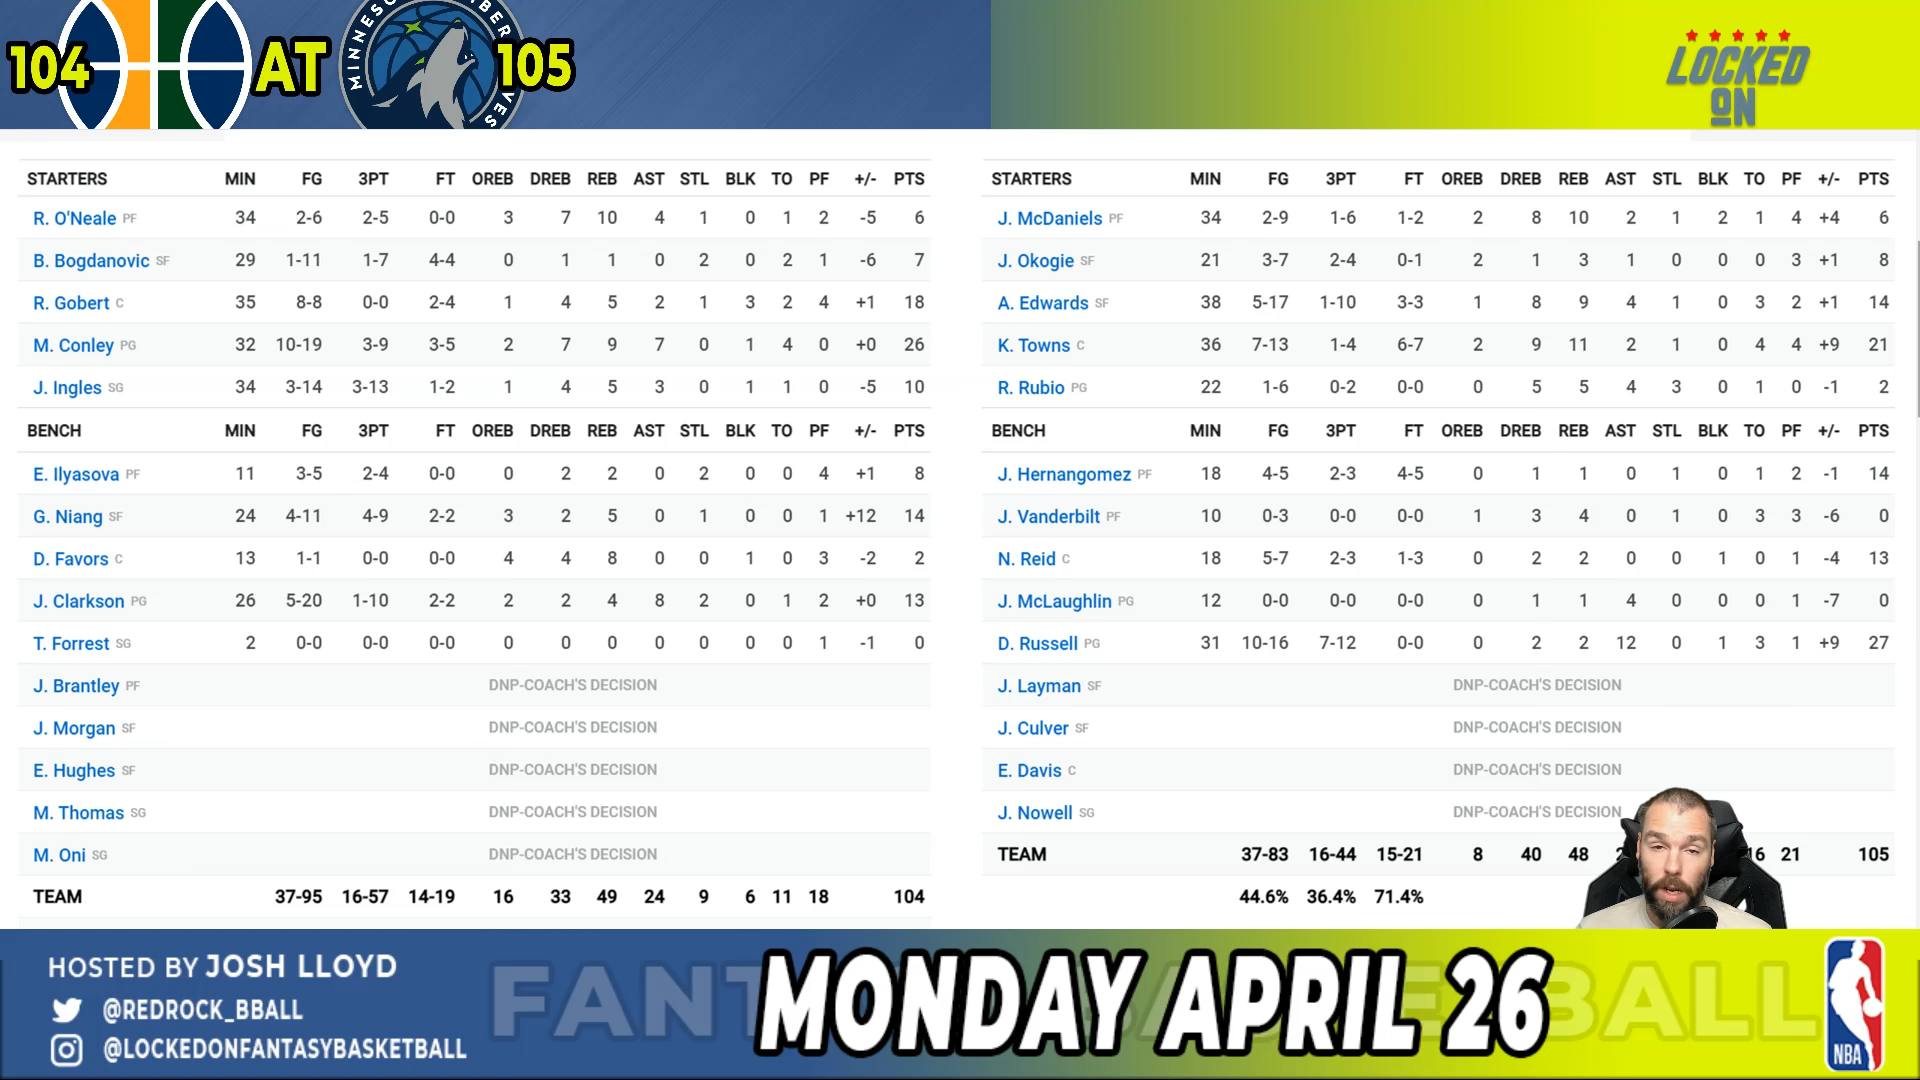 104 AT MINNESO BERWVES 105
★★★★★
LOCKED
ON
STARTERS MIN FG 3PT FT OREB DREB REB AST STL BLK TO PF +/- PTS
R. O'Neale PF 34 2-6 2-5 0-0 3 7 10 4 1 0 1 2 -5 6
B. Bogdanovic SF 29 1-11 1-7 4-4 0 1 1 0 2 0 2 1 -6 7
R. Gobert C 35 8-8 0-0 2-4 1 4 5 2 1 3 2 4 +1 18
M. Conley PG 32 10-19 3-9 3-5 2 7 9 7 0 1 4 0 +0 26
J. Ingles SG 34 3-14 3-13 1-2 1 4 5 3 0 1 1 0 -5 10
BENCH MIN FG 3PT FT OREB DREB REB AST STL BLK TO PF +/- PTS
E. Ilyasova PF 11 3-5 2-4 0-0 0 2 2 0 2 0 0 4 +1 8
G. Niang SF 24 4-11 4-9 2-2 3 2 5 0 1 0 0 1 +12 14
D. Favors C 13 1-1 0-0 0-0 4 4 8 0 0 1 0 3 -2 2
J. Clarkson PG 26 5-20 1-10 2-2 2 2 4 8 2 0 1 2 +0 13
T. Forrest SG 2 0-0 0-0 0-0 0 0 0 0 0 0 0 1 -1 0
J. Brantley PF DNP-COACH'S DECISION
J. Morgan SF DNP-COACH'S DECISION
E. Hughes SF DNP-COACH'S DECISION
M. Thomas SG DNP-COACH'S DECISION
M. Oni SG DNP-COACH'S DECISION
TEAM 37-95 16-57 14-19 16 33 49 24 9 6 11 18 104
STARTERS MIN FG 3PT FT OREB DREB REB AST STL BLK TO PF +/- PTS
J. McDaniels PF 34 2-9 1-6 1-2 2 8 10 2 1 2 1 4 +4 6
J. Okogie SF 21 3-7 2-4 0-1 2 1 3 1 0 0 0 3 +1 8
A. Edwards SF 38 5-17 1-10 3-3 1 8 9 4 1 0 3 2 +1 14
K. Towns C 36 7-13 1-4 6-7 2 9 11 2 1 0 4 4 +9 21
R. Rubio PG 22 1-6 0-2 0-0 0 5 5 4 3 0 1 0 -1 2
BENCH MIN FG 3PT FT OREB DREB REB AST STL BLK TO PF +/- PTS
J. Hernangomez PF 18 4-5 2-3 4-5 0 1 1 0 1 0 1 2 -1 14
J. Vanderbilt PF 10 0-3 0-0 0-0 1 3 4 0 1 0 3 3 -6 0
N. Reid C 18 5-7 2-3 1-3 0 2 2 0 0 1 0 1 -4 13
J. McLaughlin PG 12 0-0 0-0 0-0 0 1 1 4 0 0 0 1 -7 0
D. Russell PG 31 10-16 7-12 0-0 0 2 2 12 0 1 3 1 +9 27
J. Layman SF DNP-COACH'S DECISION
J. Culver SF DNP-COACH'S DECISION
E. Davis C DNP-COACH'S DECISION
J. Nowell SG DNP-COACH'S DECISION
TEAM 37-83 16-44 15-21 8 40 48 16 21 105
44.6% 36.4% 71.4%
HOSTED BY JOSH LLOYD
@REDROCK_BBALL
@LOCKEDONFANTASYBASKETBALL
MONDAY APRIL 26
NBA